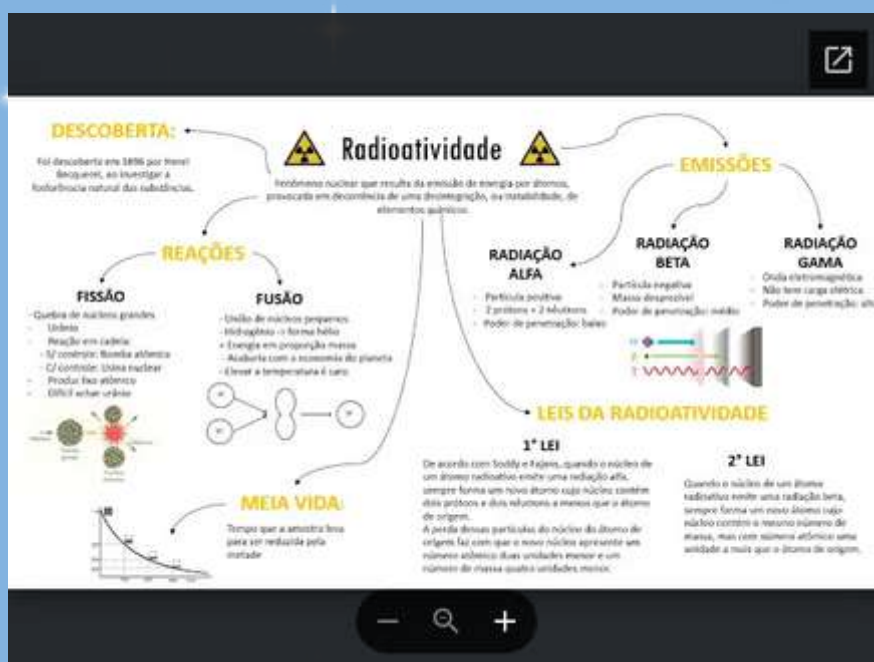 Radioatividade
Fenômeno nuclear que resulta da emissão de energia por átomos,
provocada em decorrência de uma desintegração, ou instabilidade, de
elementos químicos.
DESCOBERTA:
Foi descoberta em 1896 por Henri
Becquerel, ao investigar a
fosforência natural das substâncias.
EMISSÕES
RADIAÇÃO
ALFA
- Partícula positiva
- 2 prótons + 2 nêutrons
- Poder de penetração: baixo
RADIAÇÃO
BETA
- Partícula negativa
- Massa desprezível
- Poder de penetração: médio
RADIAÇÃO
GAMA
- Onda eletromagnética
- Não tem carga elétrica
- Poder de penetração: alto
REAÇÕES
FISSÃO
- Quebra de núcleos grandes
- Urânio
- Reação em cadeia
- S/ controle: Bomba atômica
- C/ controle: Usina nuclear
- Produz lixo atômico
- Difícil achar urânio
FUSÃO
- União de núcleos pequenos
- Hidrogênio -> forma hélio
+ Energia em proporção massa
- Acabaria com a economia do planeta
- Elevar a temperatura é caro
LEIS DA RADIOATIVIDADE
1° LEI
De acordo com Soddy e Fajans, quando o núcleo de
um átomo radioativo emite uma radiação alfa,
sempre forma um novo átomo cujo núcleo contém
dois prótons e dois nêutrons a menos que o átomo
de origem.
A perda dessas partículas do núcleo do átomo de
origem faz com que o novo núcleo apresente um
número atômico duas unidades menor e um
número de massa quatro unidades menor.
2° LEI
Quando o núcleo de um átomo
radioativo emite uma radiação beta,
sempre forma um novo átomo cujo
núcleo contém o mesmo número de
massa, mas com número atômico uma
unidade a mais que o átomo de origem.
MEIA VIDA:
Tempo que a amostra leva
para ser reduzida pela
metade